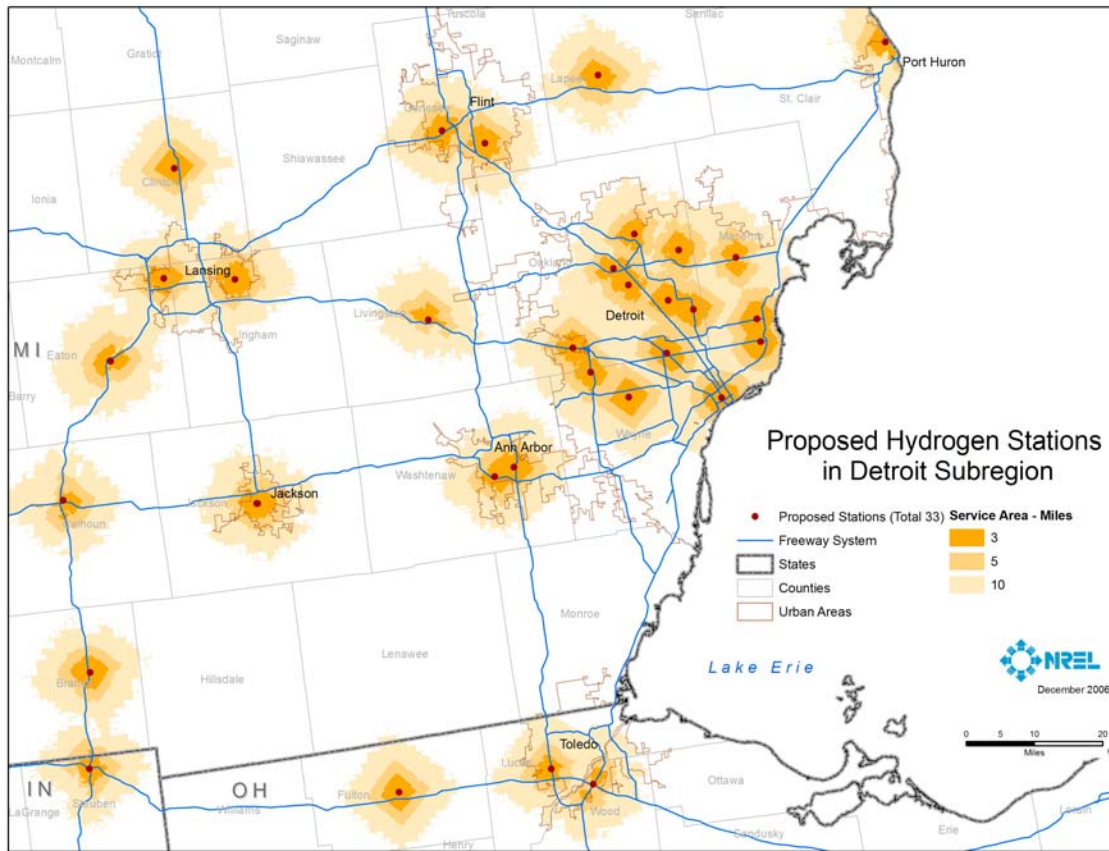 Tuscola
Sanilac
Saginaw
Gratiot
Montcalm
Port Huron
Lapeer
Flint
Genesee
St. Clair
Shiawassee
Clinton
Ionia
Macomb
Oakland
Lansing
Livingston
Detroit
Ingham
MI
Eaton
Barry
Wayne
Ann Arbor
Washtenaw
Jackson
Jackson
Calhoun
Proposed Hydrogen Stations
in Detroit Subregion
Proposed Stations (Total 33)
Freeway System
States
Counties
Urban Areas
Service Area - Miles
3
5
10
Monroe
Lenawee
Hillsdale
Branch
Lake Erie
NREL
December 2006
Toledo
Lucas
0 5 10 20
Miles
IN
OH
Steuben
LaGrange
Williams
Fulton
Henry
Wood
Ottawa
Sandusky
Erie
Lorain